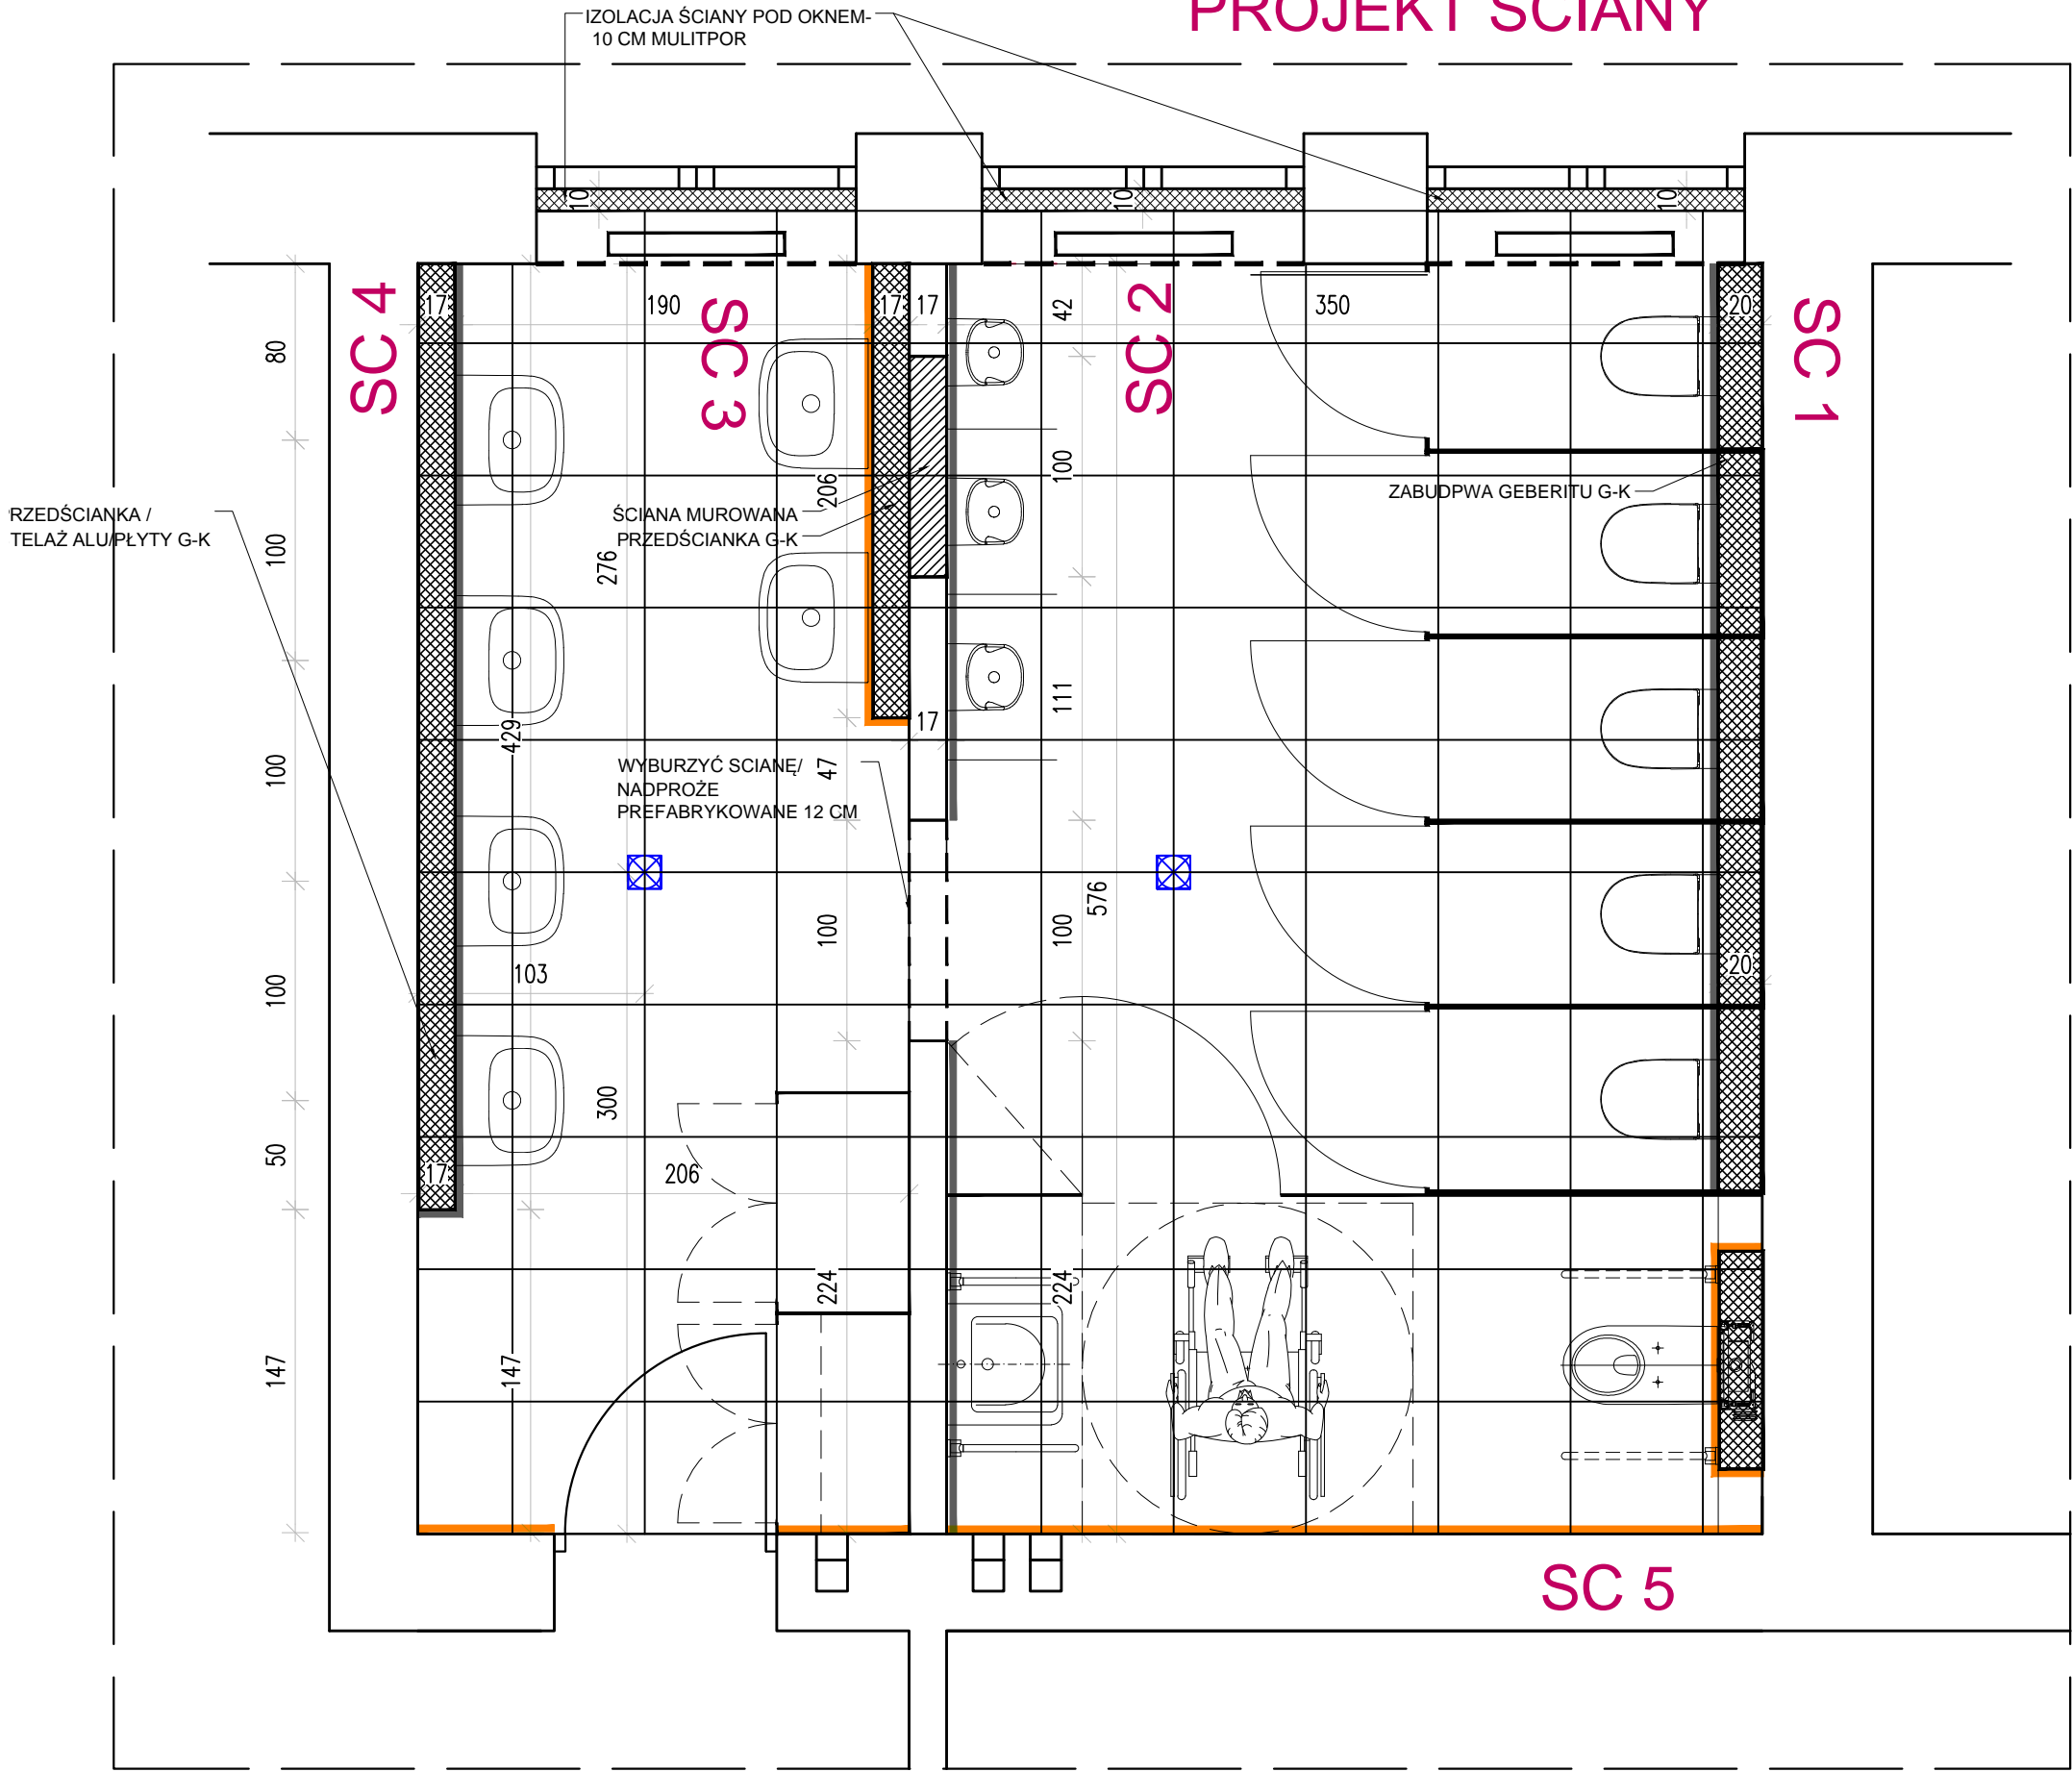 PROJEKT ŚCIANY
IZOLACJA ŚCIANY POD OKNEM-
10 CM MULITPOR
10
10
10
SC 4
17
190
SC 3
17
17
42
SC 2
350
20
SC 1
80
100
100
100
50
147
RZEDŚCIANKA /
TELAŻ ALU/PŁYTY G-K
206
ŚCIANA MUROWANA
PRZEDŚCIANKA G-K
276
100
ZABUDPWA GEBERITU G-K
429
17
111
WYBURZYĆ SCIANĘ/
NADPROŻE
PREFABRYKOWANE 12 CM
47
100
100
576
103
20
300
17
206
224
224
147
SC 5